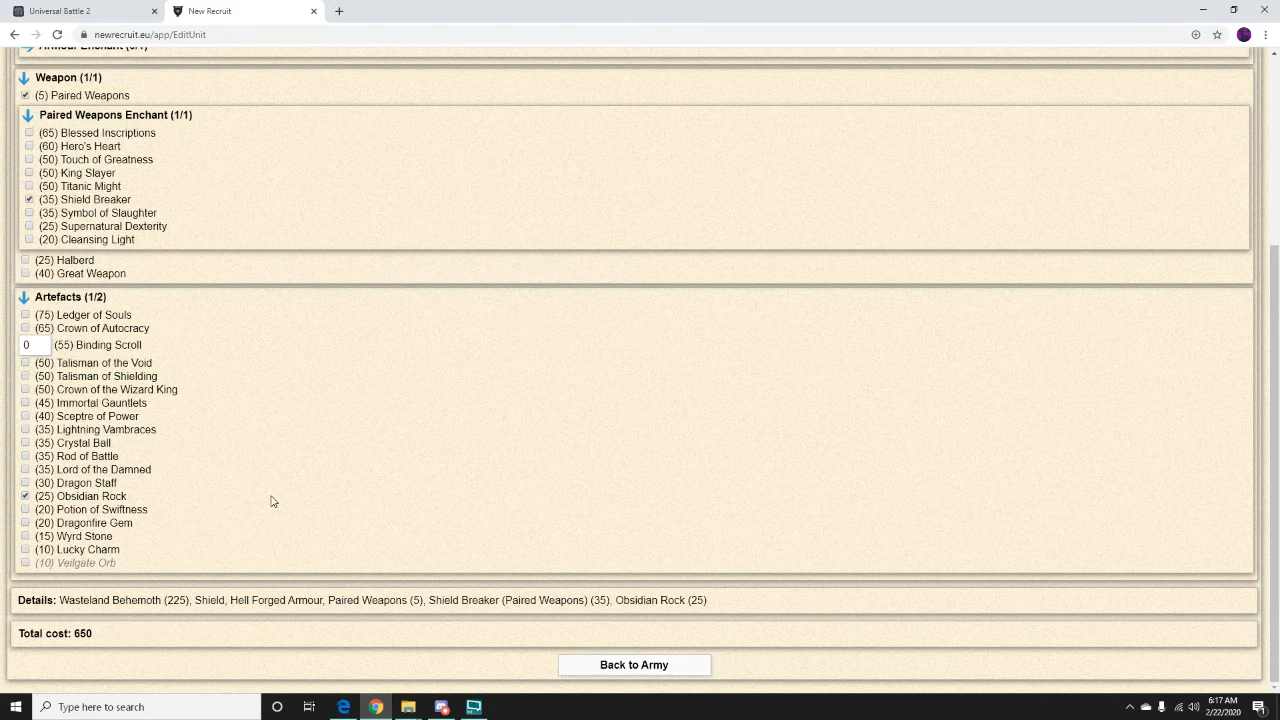 Universal Battle 2
New Recruit
newrecruit.eu/app/EditUnit
Armour Enchant (0/1)
Weapon (1/1)
(5) Paired Weapons
Paired Weapons Enchant (1/1)
(65) Blessed Inscriptions
(60) Hero's Heart
(50) Touch of Greatness
(50) King Slayer
(50) Titanic Might
(35) Shield Breaker
(35) Symbol of Slaughter
(25) Supernatural Dexterity
(20) Cleansing Light
(25) Halberd
(40) Great Weapon
Artefacts (1/2)
(75) Ledger of Souls
(65) Crown of Autocracy
0 (55) Binding Scroll
(50) Talisman of the Void
(50) Talisman of Shielding
(50) Crown of the Wizard King
(45) Immortal Gauntlets
(40) Sceptre of Power
(35) Lightning Vambraces
(35) Crystal Ball
(35) Rod of Battle
(35) Lord of the Damned
(30) Dragon Staff
(25) Obsidian Rock
(20) Potion of Swiftness
(20) Dragonfire Gem
(15) Wyrd Stone
(10) Lucky Charm
(10) Veilgate Orb
Details: Wasteland Behemoth (225), Shield, Hell Forged Armour, Paired Weapons (5), Shield Breaker (Paired Weapons) (35), Obsidian Rock (25)
Total cost: 650
Back to Army
Type here to search
6:17 AM
2/22/2020